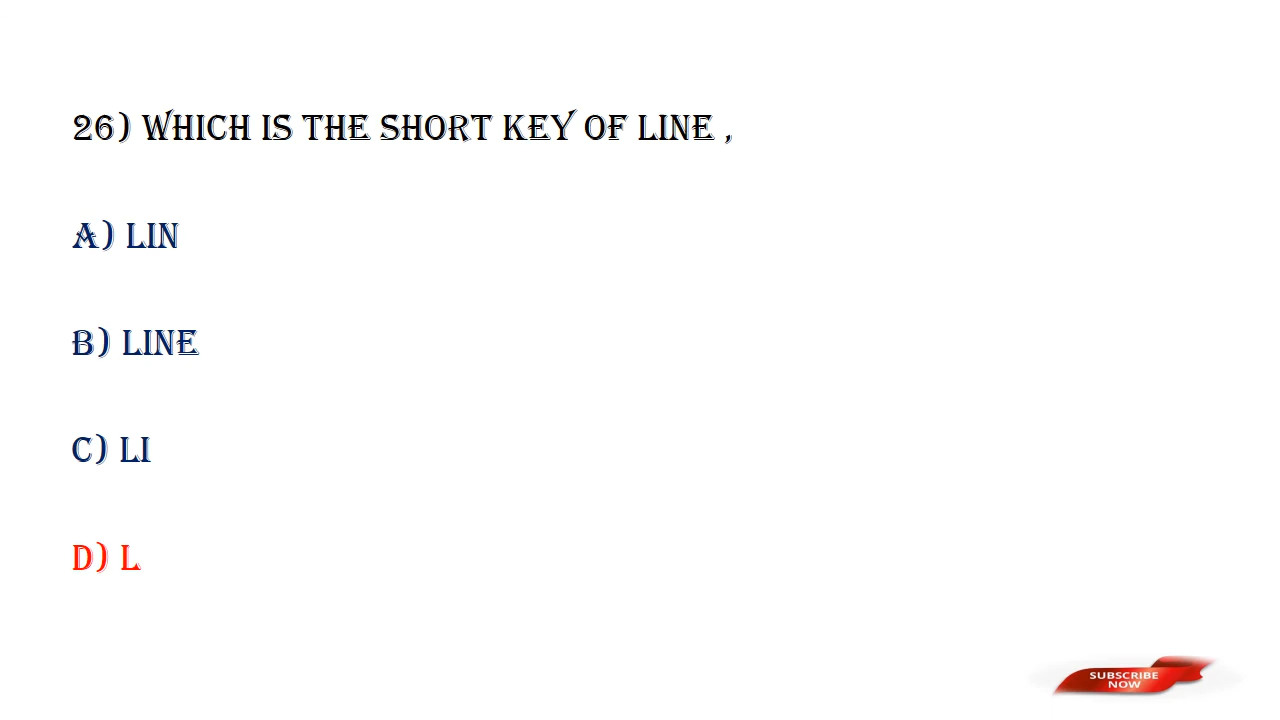 26) WHICH IS THE SHORT KEY OF LINE ,
A) LIN
B) LINE
C) LI
D) L
SUBSCRIBE
NOW